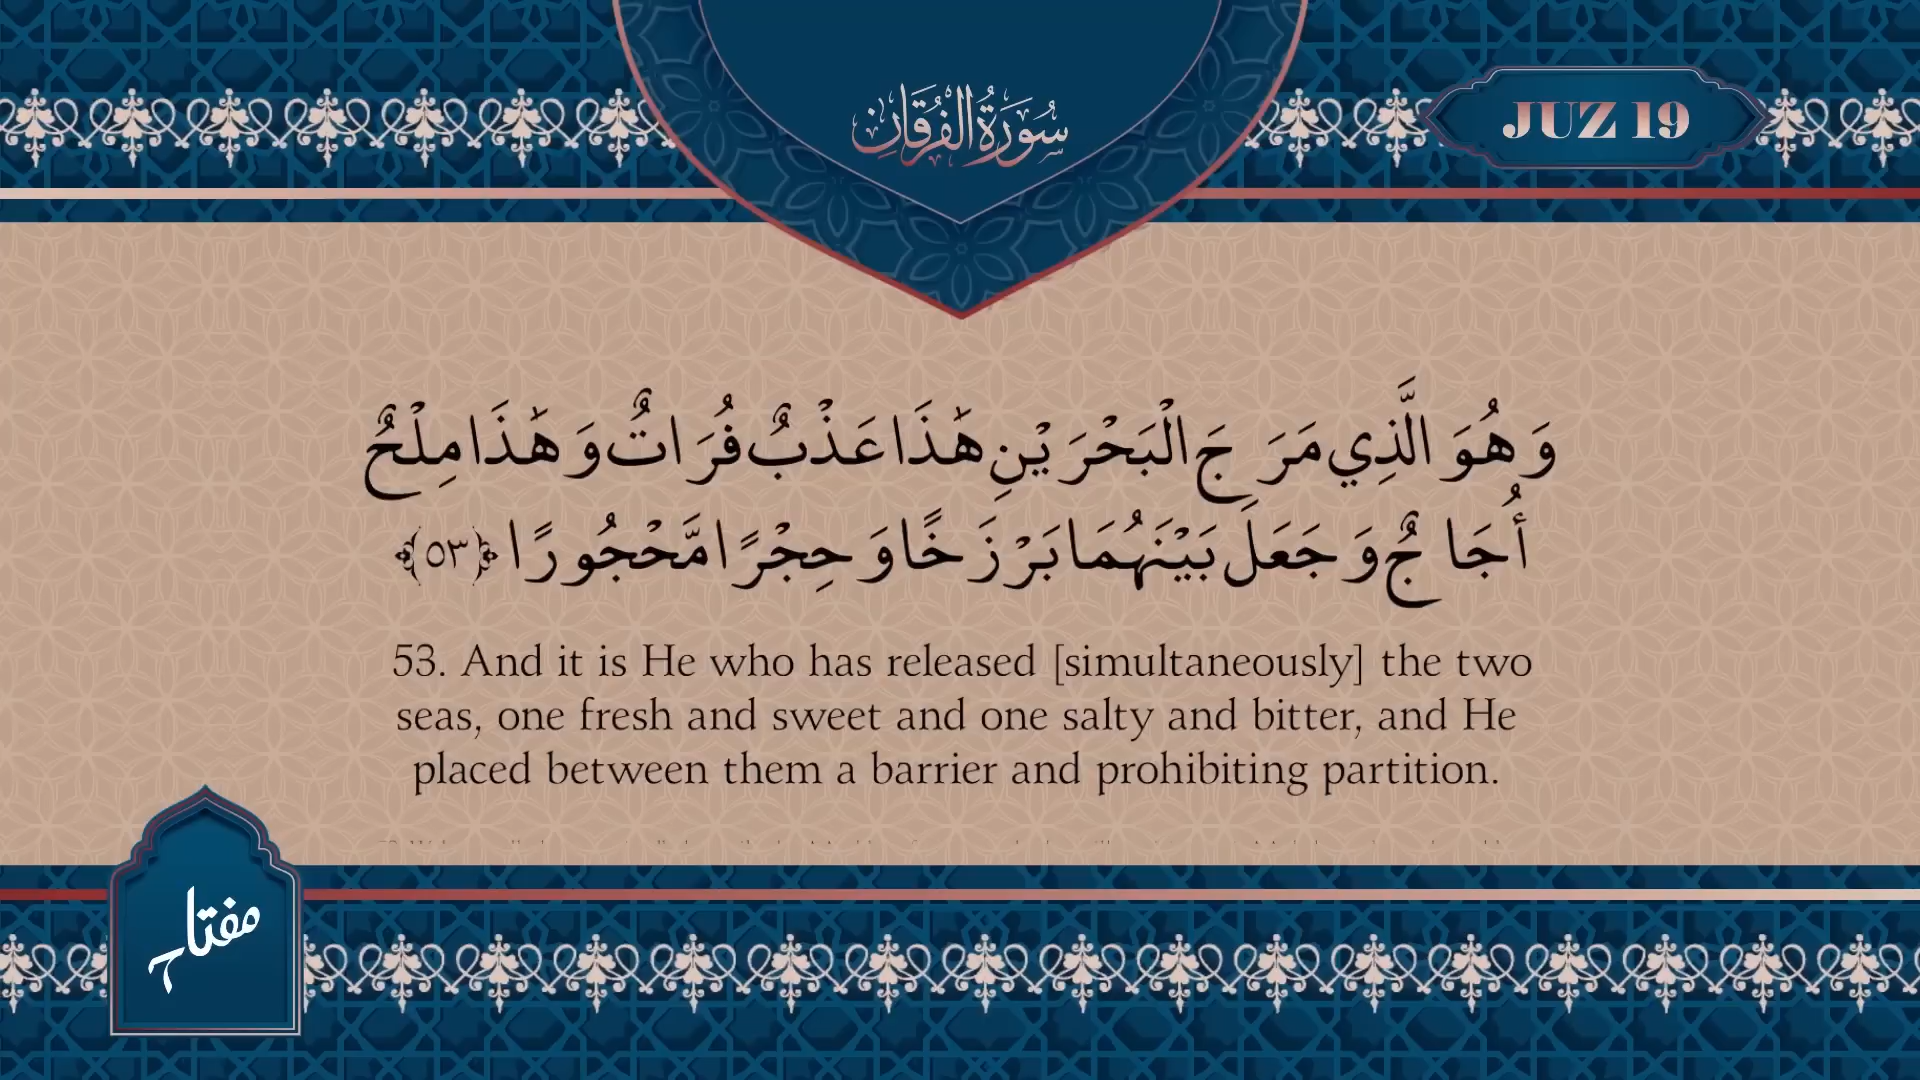 سُورَةُ الْفُرْقَانِ
JUZ 19
وَهُوَ الَّذِي مَرَجَ الْبَحْرَيْنِ هَٰذَا عَذْبٌ فُرَاتٌ وَهَٰذَا مِلْحٌ
أُجَاجٌ وَجَعَلَ بَيْنَهُمَا بَرْزَخًا وَحِجْرًا مَّحْجُورًا ﴿٥٣﴾
53. And it is He who has released [simultaneously] the two
seas, one fresh and sweet and one salty and bitter, and He
placed between them a barrier and prohibiting partition.
مفتاح